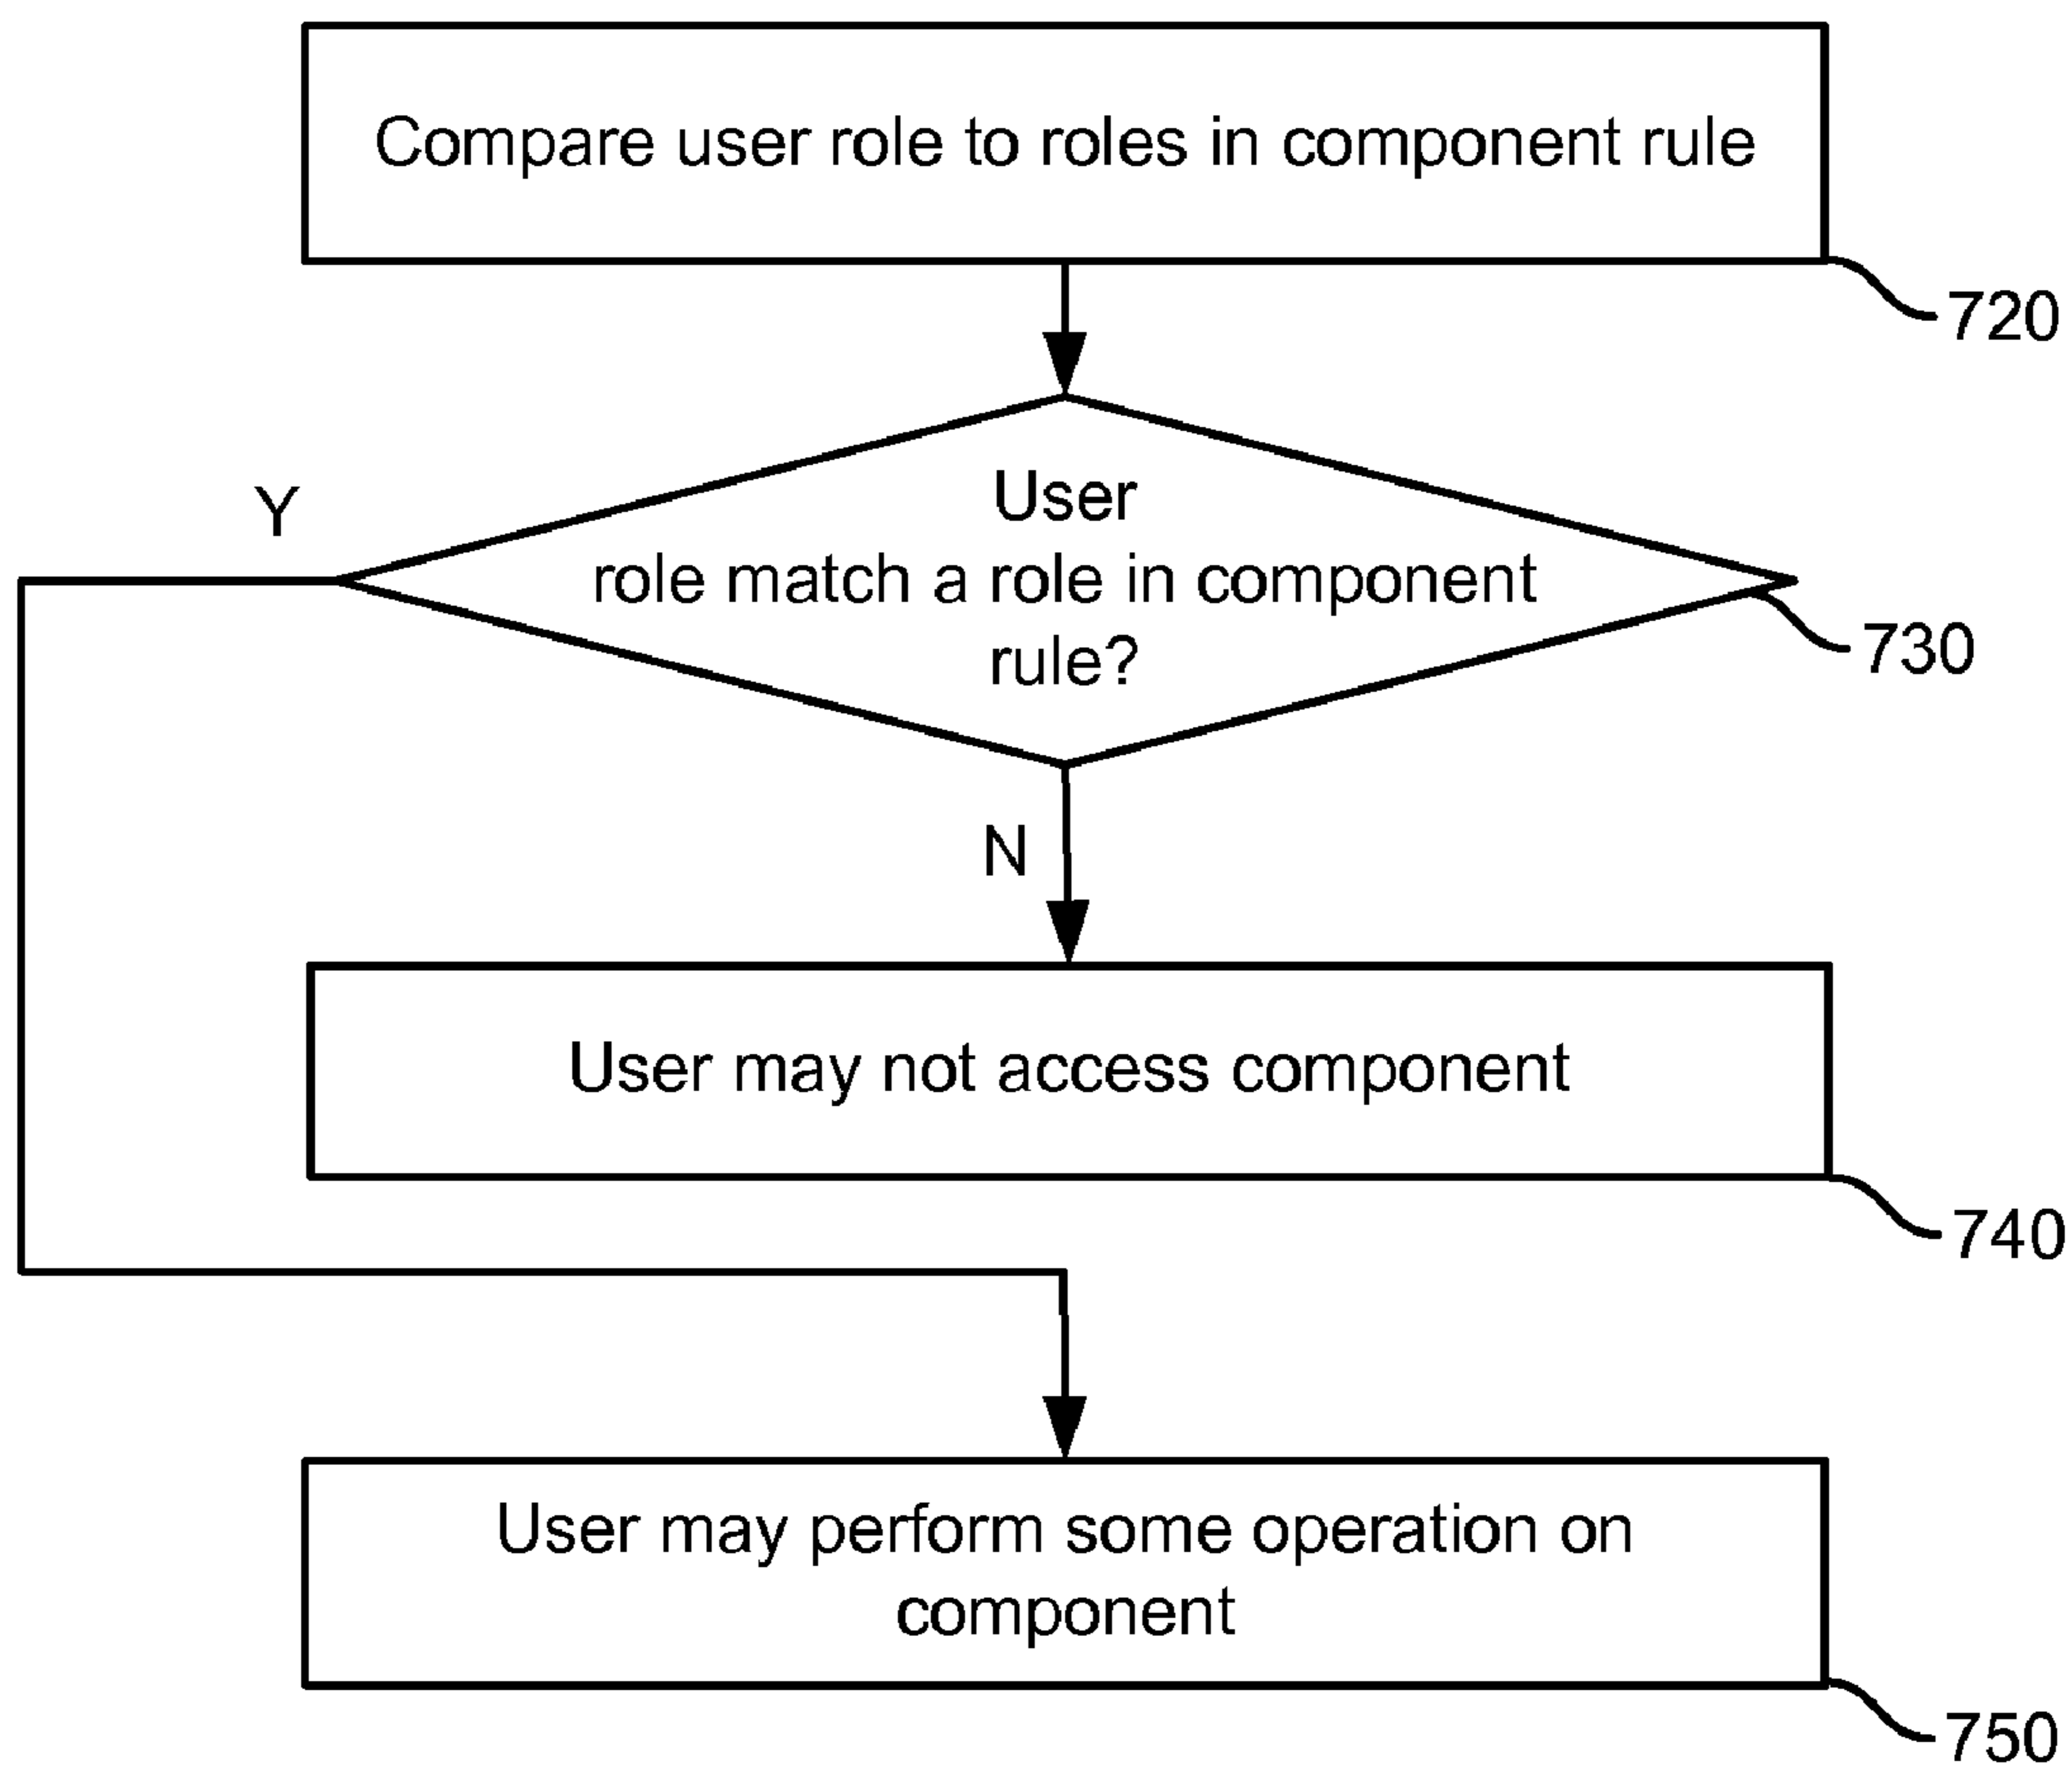 Compare user role to roles in component rule
720
User
Y
role match a role in component
rule?
730
N
User may not access component
740
User may perform some operation on
component
750